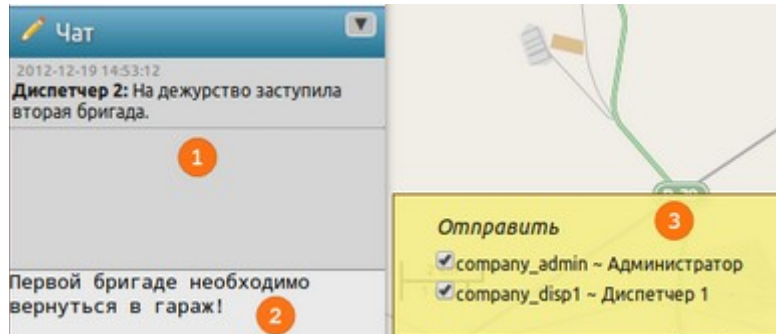 Чат
2012-12-19 14:53:12
Диспетчер 2: На дежурство заступила
вторая бригада.
1
Первой бригаде необходимо
вернуться в гараж!
2
3
Отправить
company_admin ~ Администратор
company_disp1 ~ Диспетчер 1